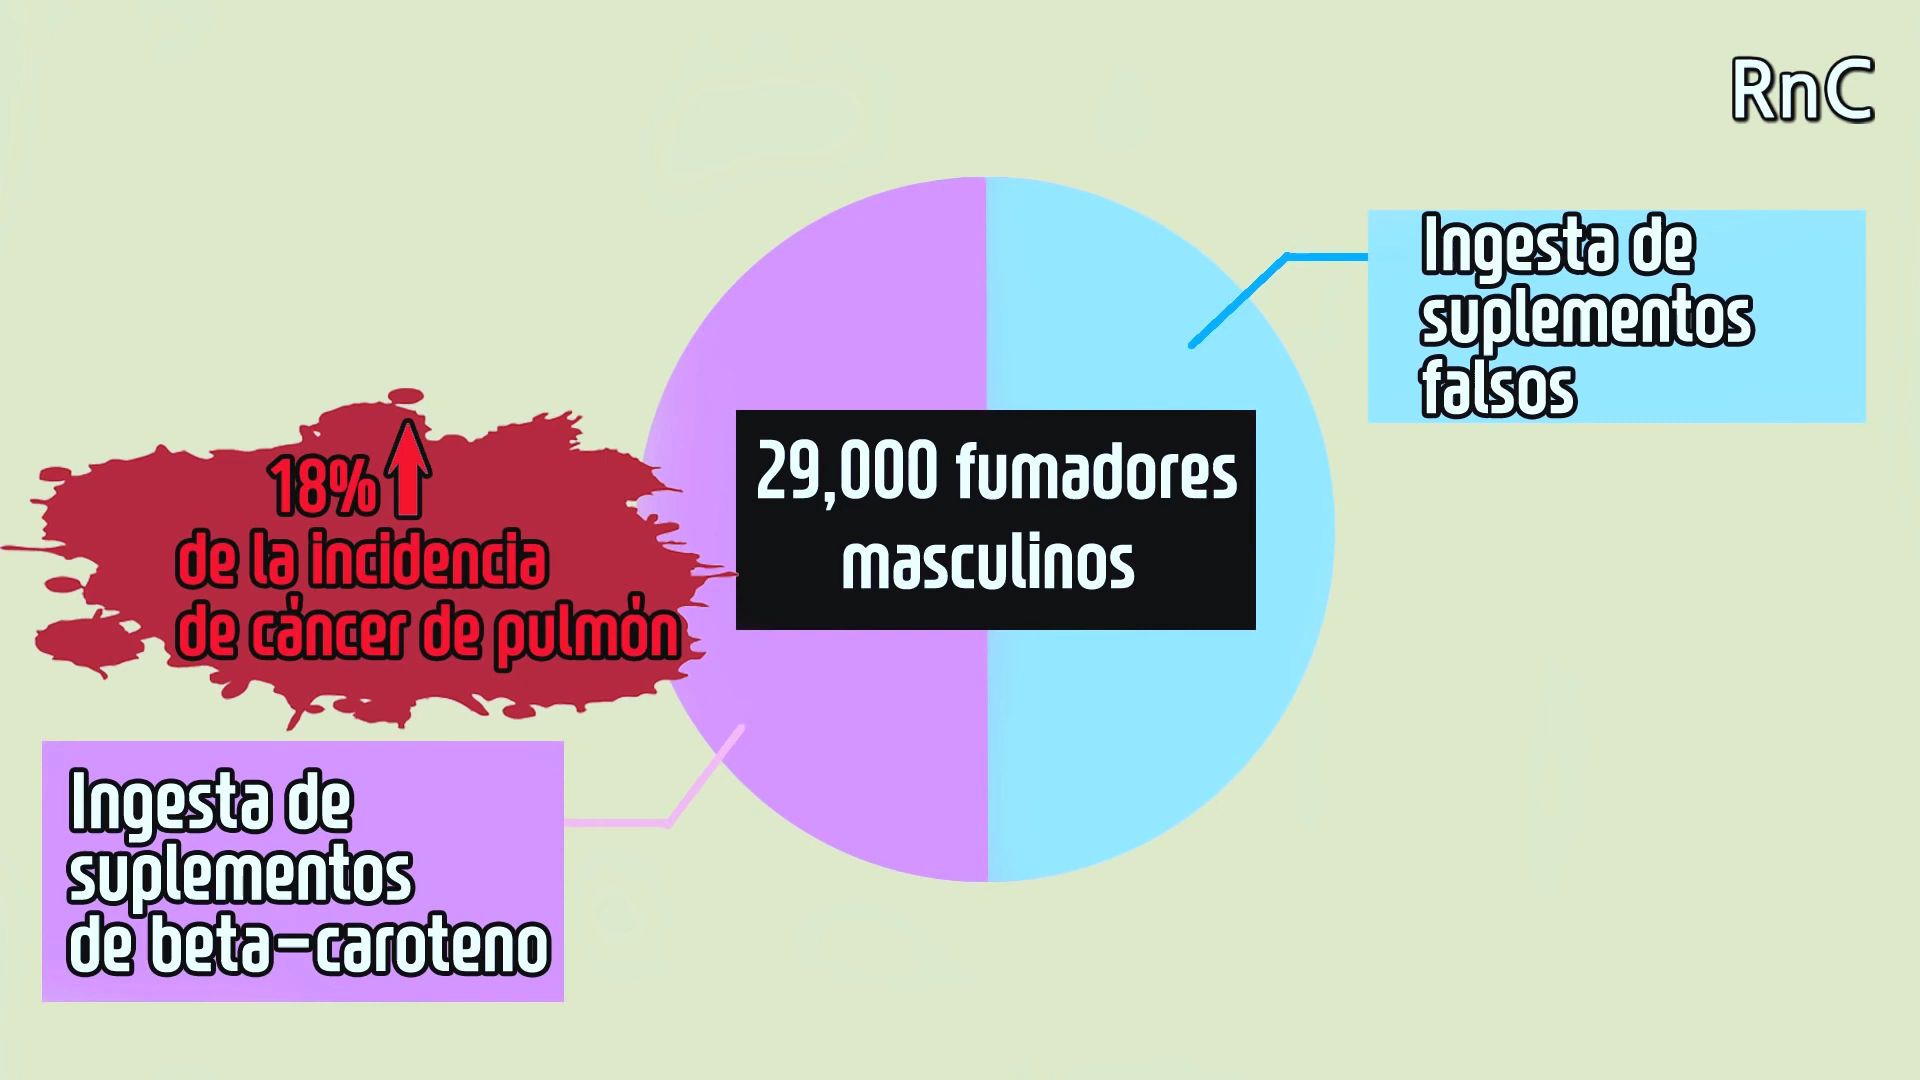 RnC
Ingesta de
suplementos
falsos
29,000 fumadores
masculinos
18%
de la incidencia
de cáncer de pulmón
Ingesta de
suplementos
de beta-caroteno